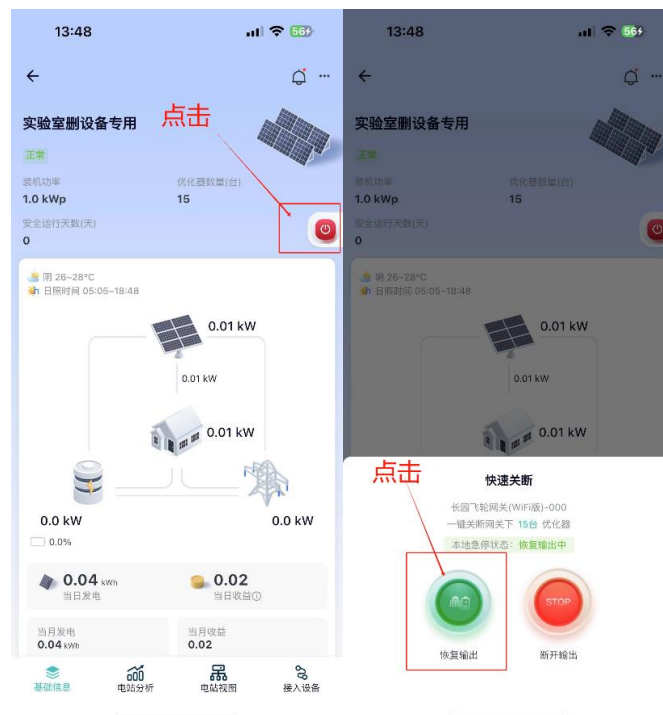 13:48
56
实验室删设备专用
点击
正常
装机功率
优化器数量(台)
1.0 kWp
15
安全运行天数(天)
0
阴 26~28°C
日照时间 05:05~18:48
0.01 kW
0.01 kW
0.01 kW
0.0 kW
0.0 kW
0.0%
0.04 kWh
当日发电
0.02
当日收益
当月发电
0.04 kWh
当月收益
0.02
基础信息
电站分析
电站视图
接入设备
13:48
56
实验室删设备专用
正常
装机功率
优化器数量(台)
1.0 kWp
15
安全运行天数(天)
0
阴 26~28°C
日照时间 05:05~18:48
0.01 kW
0.01 kW
0.01 kW
点击
快速关断
长园飞轮网关(WiFi版)-000
一键关断网关下 15台 优化器
本地急停状态：恢复输出中
STOP
恢复输出
断开输出